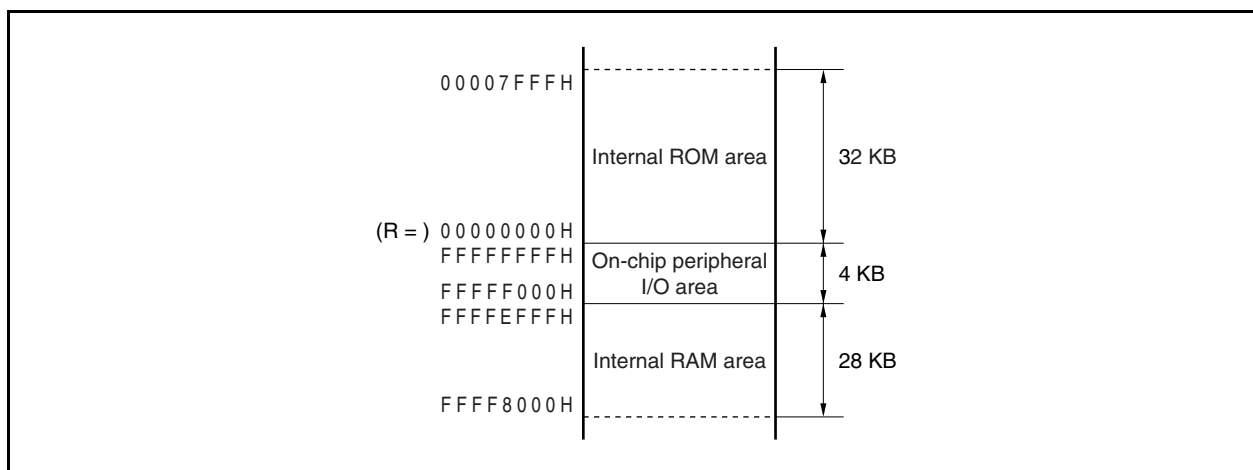 00007FFFH
Internal ROM area
32 KB
(R = ) 00000000H
FFFFFFFFH
On-chip peripheral
I/O area
4 KB
FFFFF000H
FFFFEFFFH
Internal RAM area
28 KB
FFFF8000H